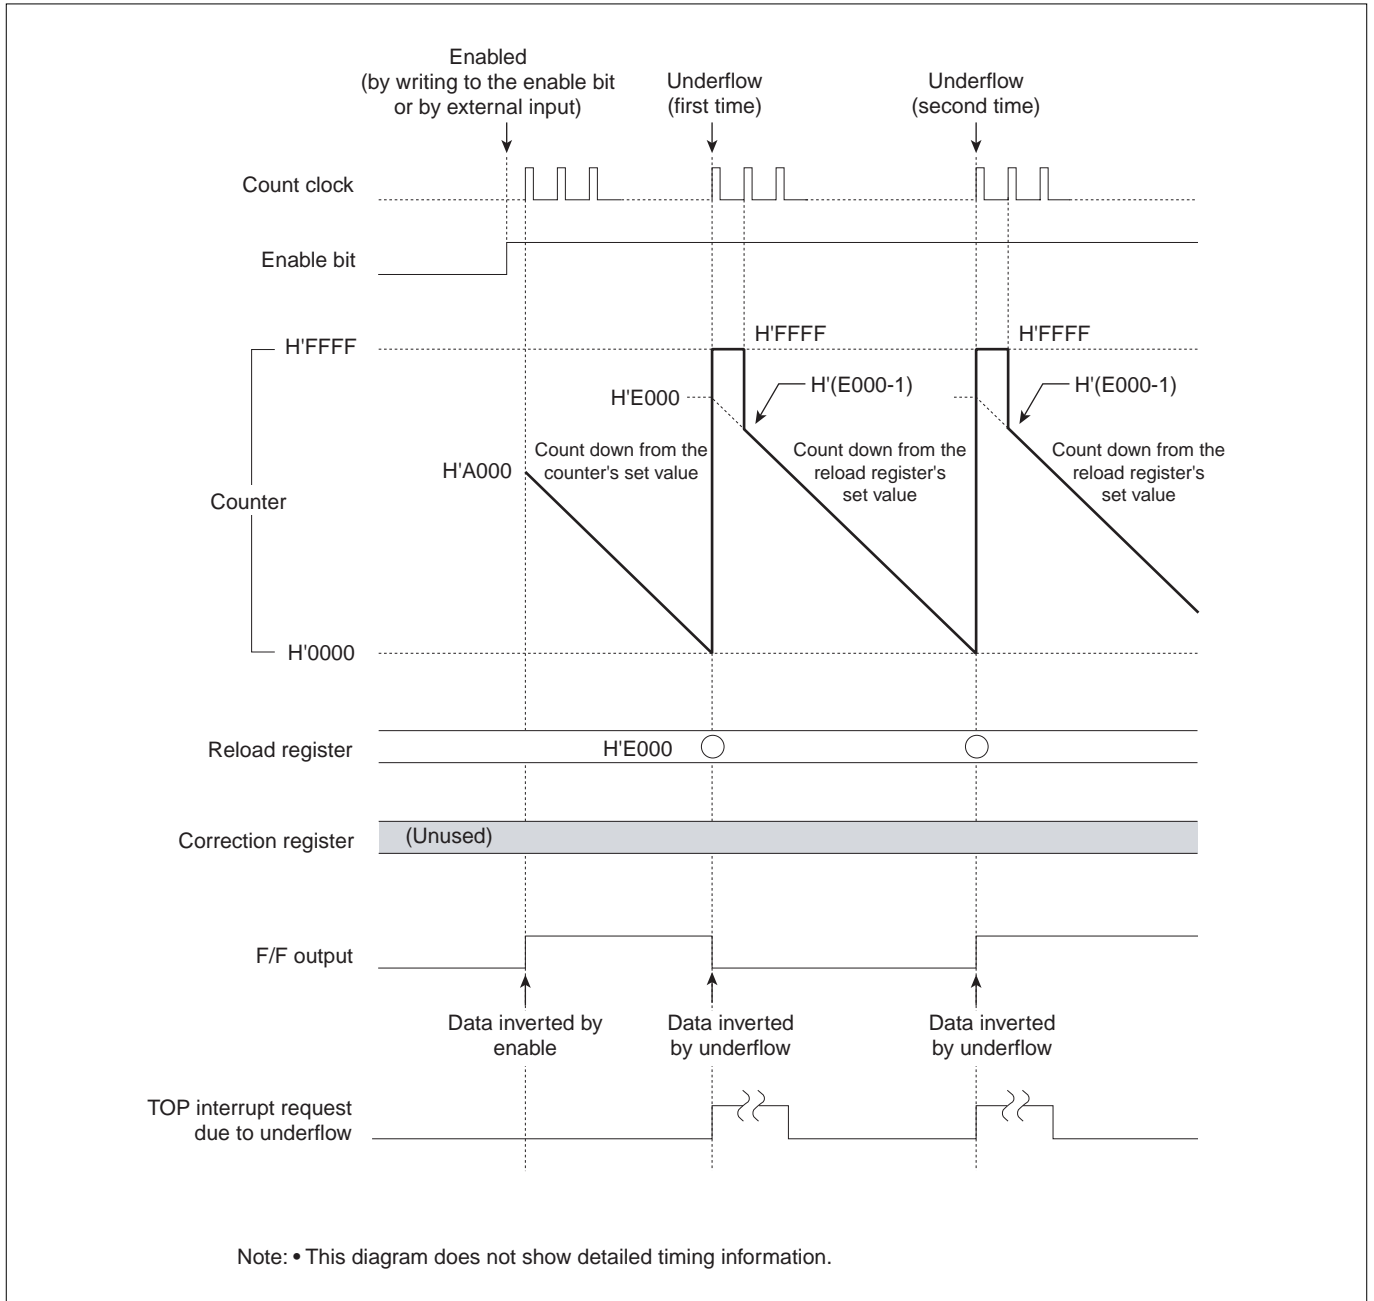 Enabled
(by writing to the enable bit
or by external input)
Underflow
(first time)
Underflow
(second time)
Count clock
Enable bit
H'FFFF
H'FFFF
H'FFFF
H'E000
H'(E000-1)
H'(E000-1)
H'A000
Count down from the
counter's set value
Count down from the
reload register's
set value
Count down from the
reload register's
set value
Counter
H'0000
Reload register
H'E000
Correction register
(Unused)
F/F output
Data inverted by
enable
Data inverted
by underflow
Data inverted
by underflow
TOP interrupt request
due to underflow
Note: • This diagram does not show detailed timing information.